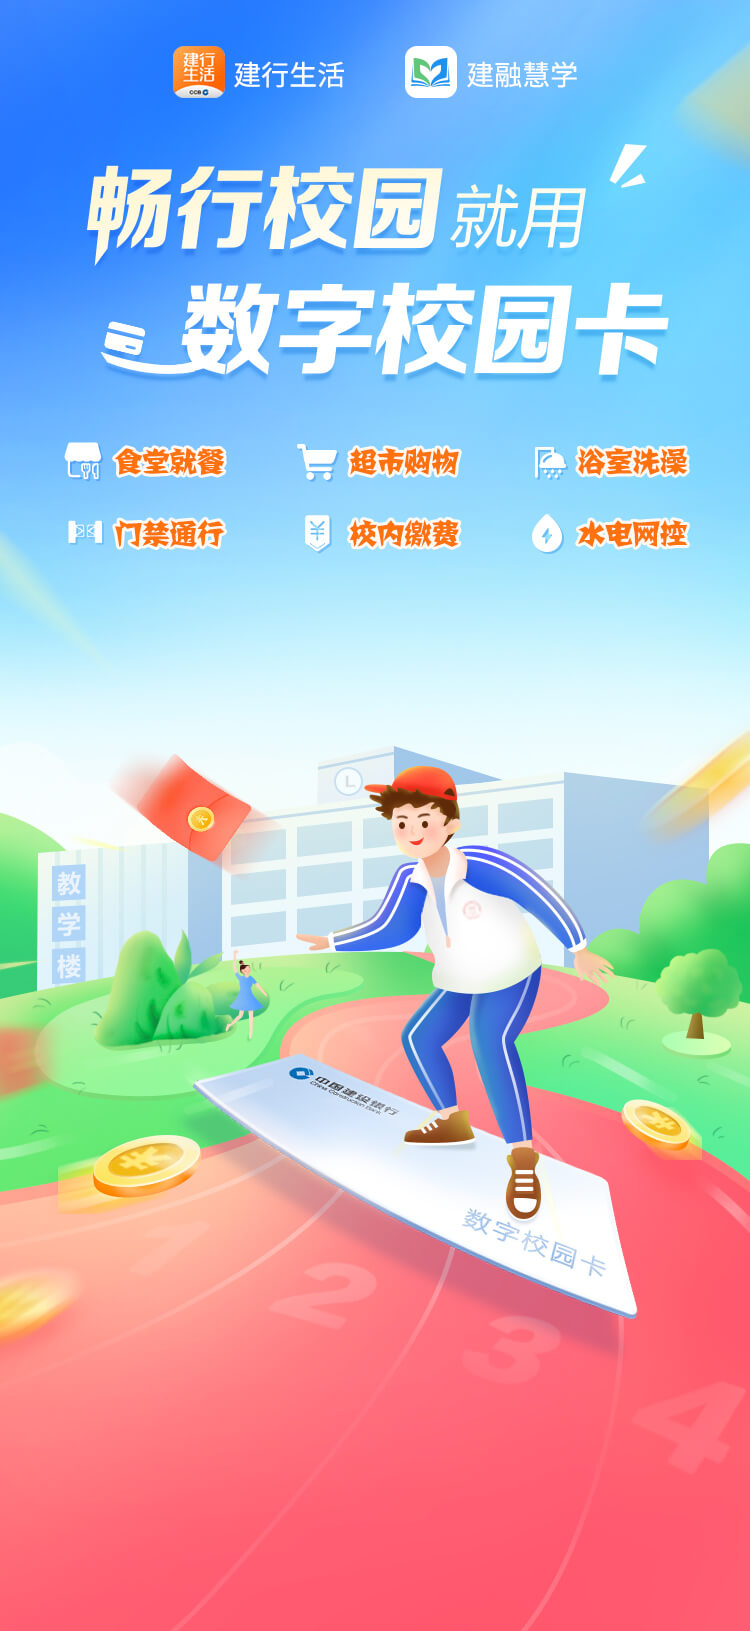 建行生活
CCB
建行生活
建融慧学
畅行校园就用
数字校园卡
食堂就餐
超市购物
浴室洗澡
门禁通行
校内缴费
水电网控
教学楼
中国建设银行
China Construction Bank
数字校园卡
1
2
3
4